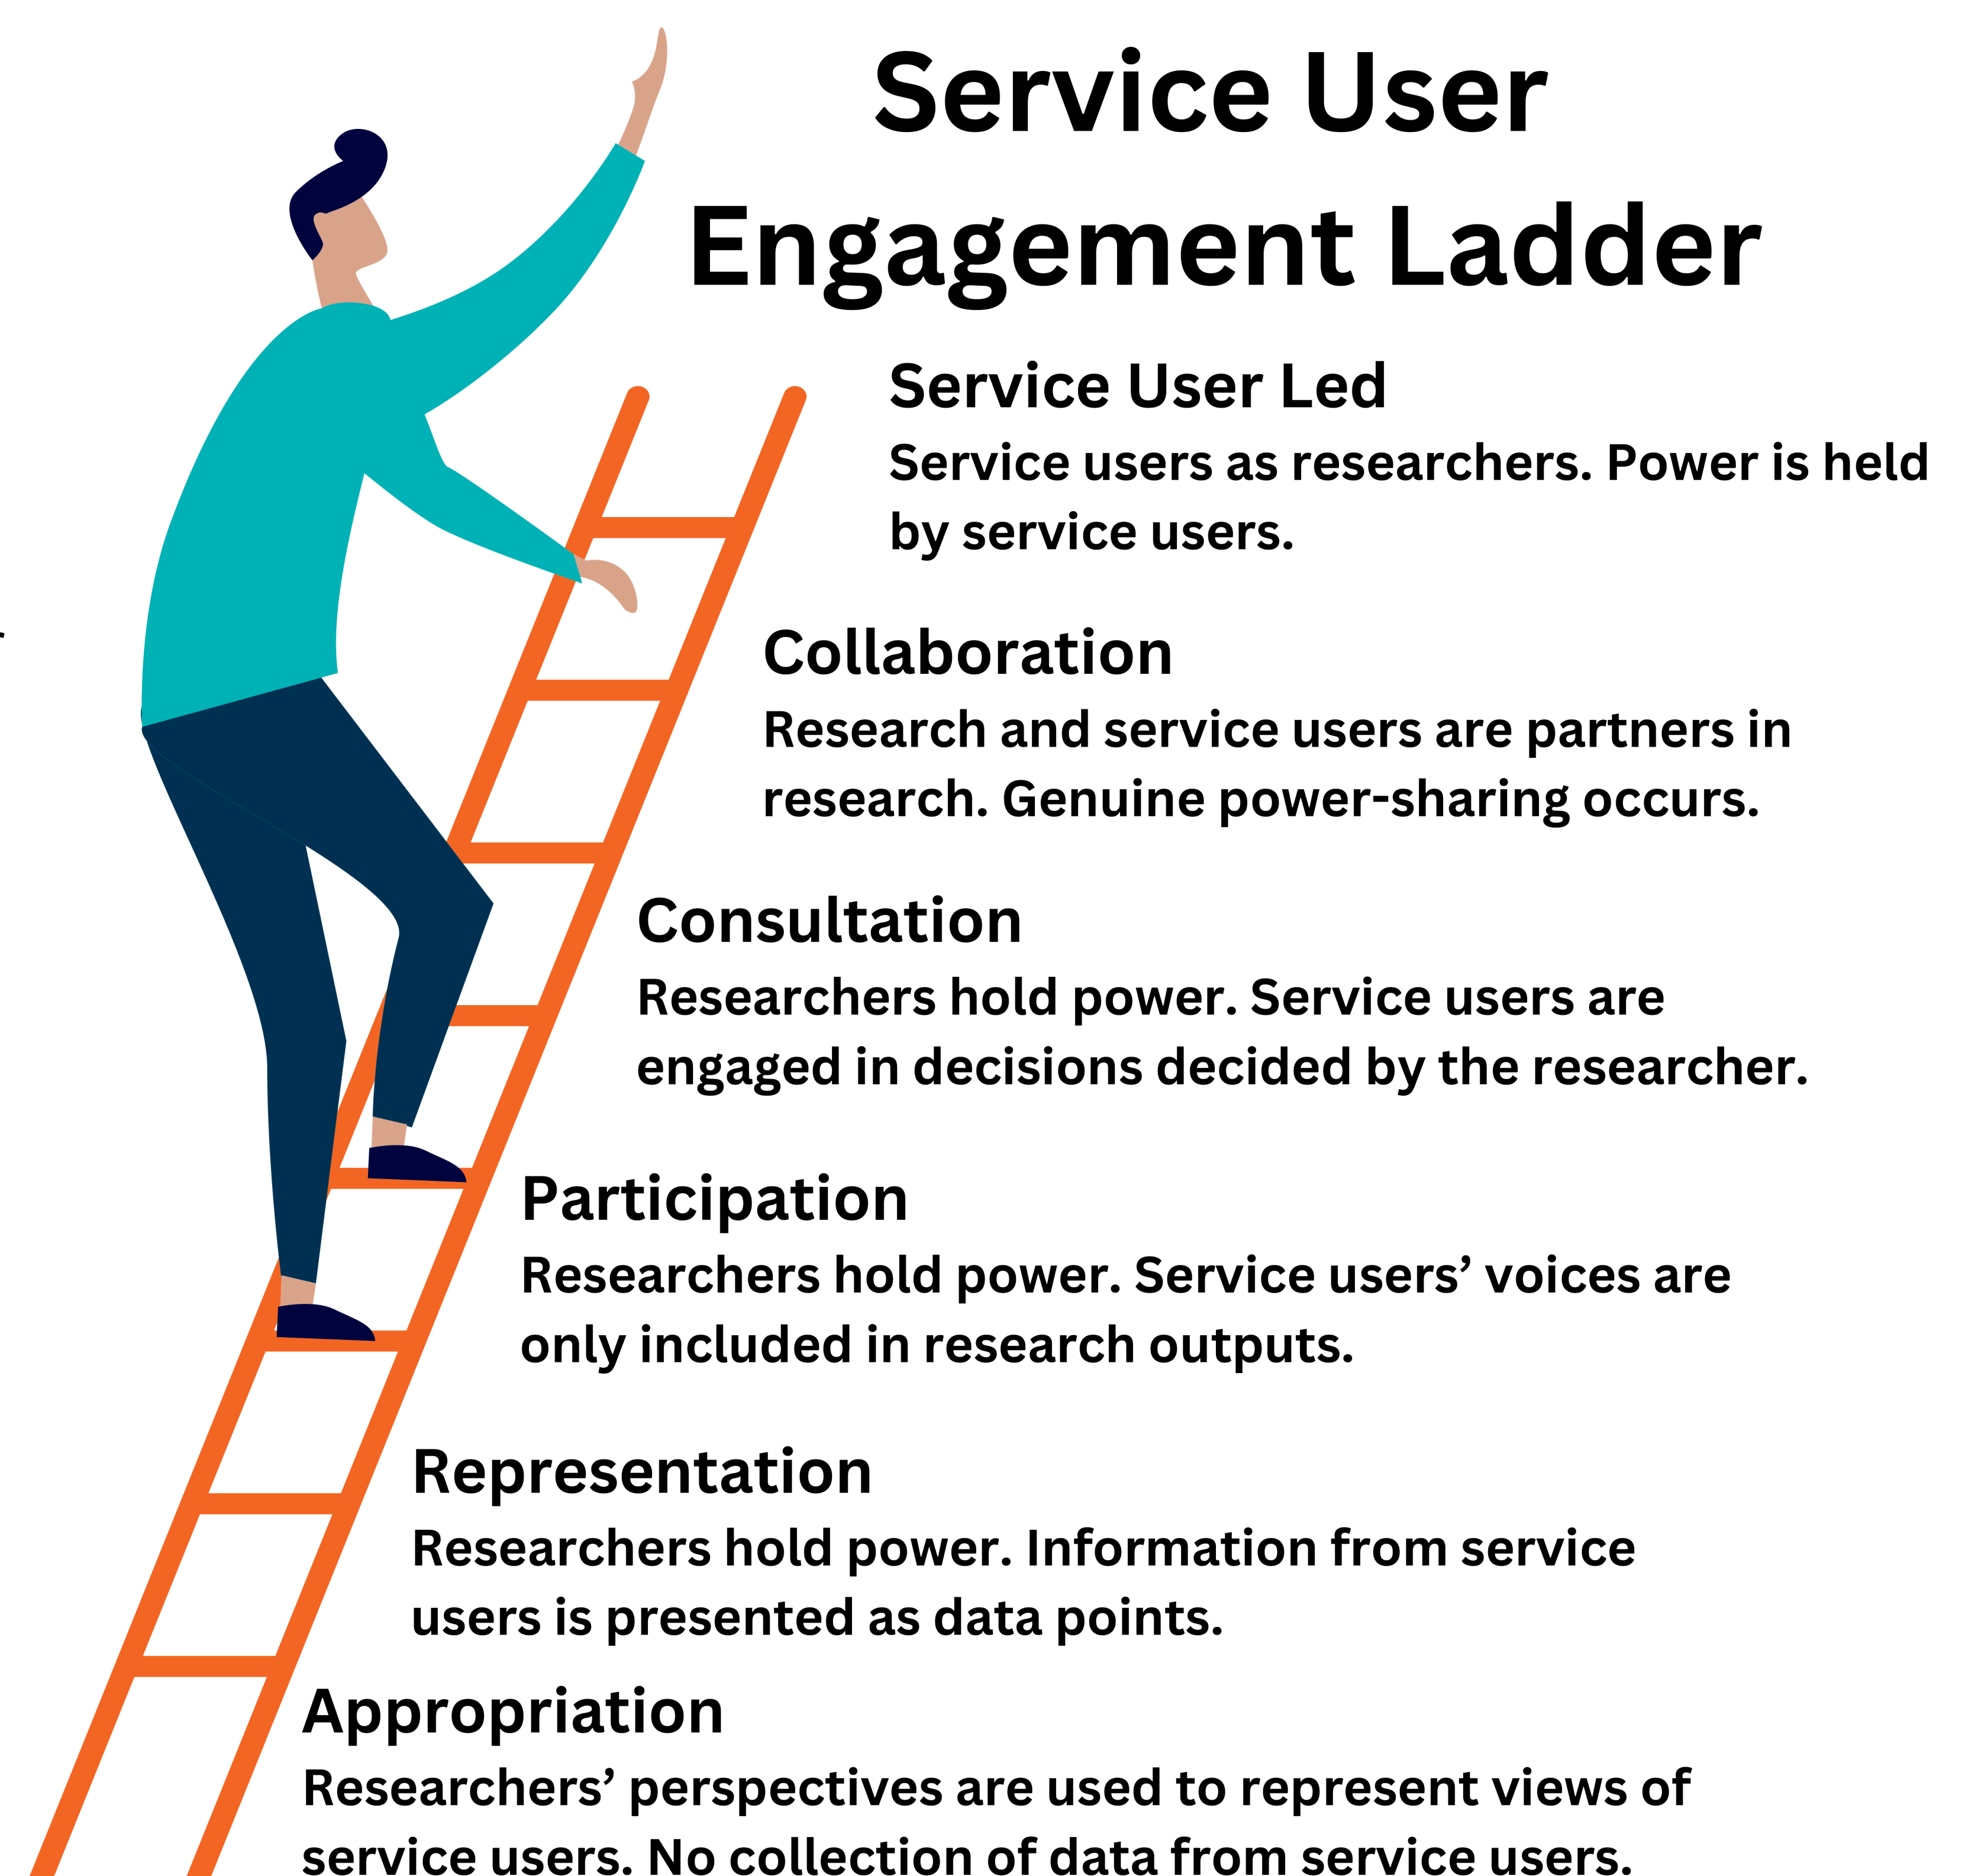 Service User
Engagement Ladder
Service User Led
Service users as researchers. Power is held
by service users.
Collaboration
Research and service users are partners in
research. Genuine power-sharing occurs.
Consultation
Researchers hold power. Service users are
engaged in decisions decided by the researcher.
Participation
Researchers hold power. Service users’ voices are
only included in research outputs.
Representation
Researchers hold power. Information from service
users is presented as data points.
Appropriation
Researchers’ perspectives are used to represent views of
service users. No collection of data from service users.